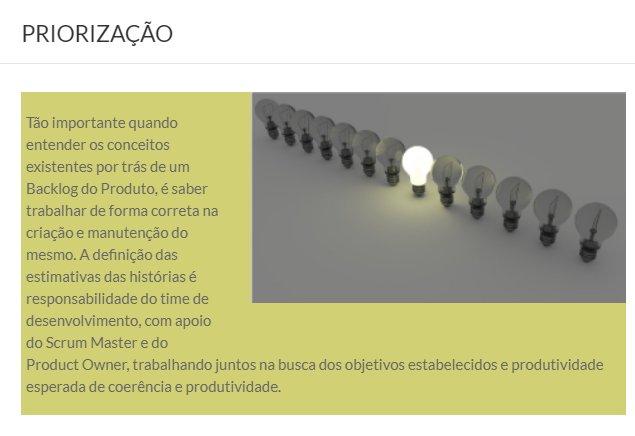 PRIORIZAÇÃO
Tão importante quando
entender os conceitos
existentes por trás de um
Backlog do Produto, é saber
trabalhar de forma correta na
criação e manutenção do
mesmo. A definição das
estimativas das histórias é
responsabilidade do time de
desenvolvimento, com apoio
do Scrum Master e do
Product Owner, trabalhando juntos na busca dos objetivos estabelecidos e produtividade
esperada de coerência e produtividade.